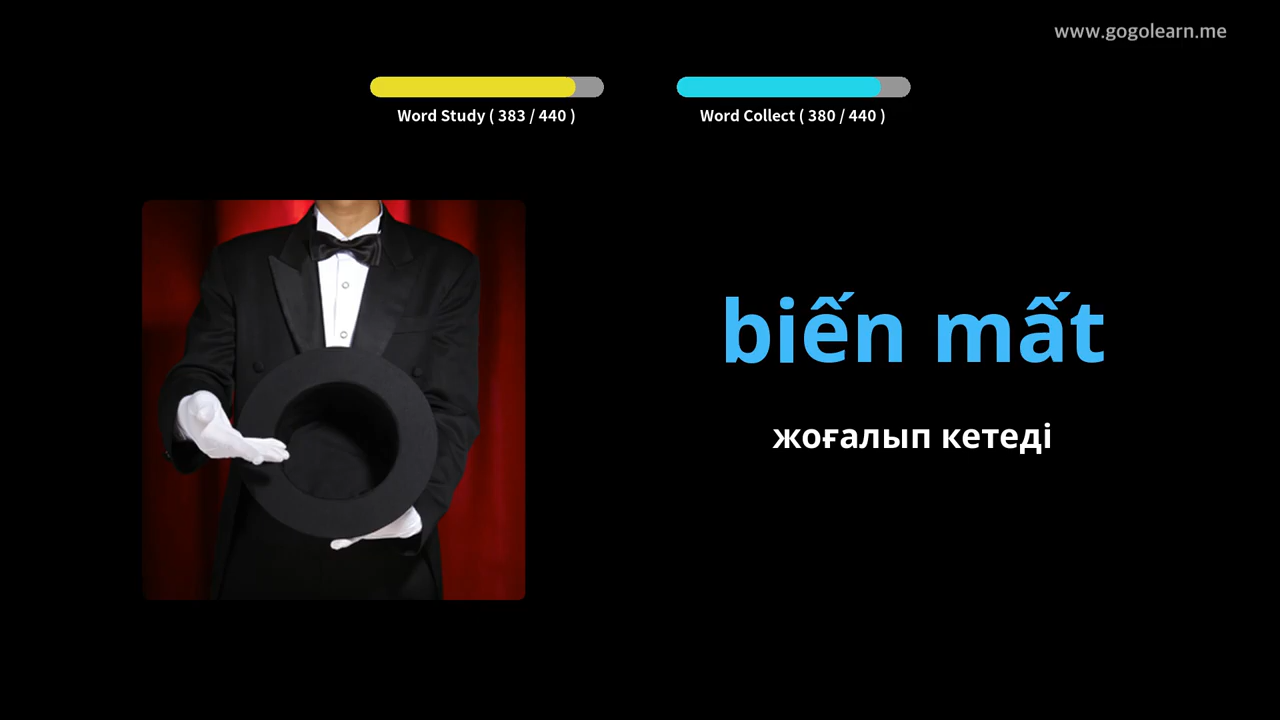 www.gogolearn.me
Word Study ( 383 / 440 )
Word Collect ( 380 / 440 )
biến mất
жоғалып кетеді